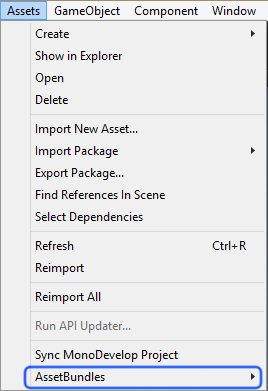 Assets GameObject Component Window
Create
Show in Explorer
Open
Delete
Import New Asset...
Import Package
Export Package...
Find References In Scene
Select Dependencies
Refresh Ctrl+R
Reimport
Reimport All
Run API Updater...
Sync MonoDevelop Project
AssetBundles